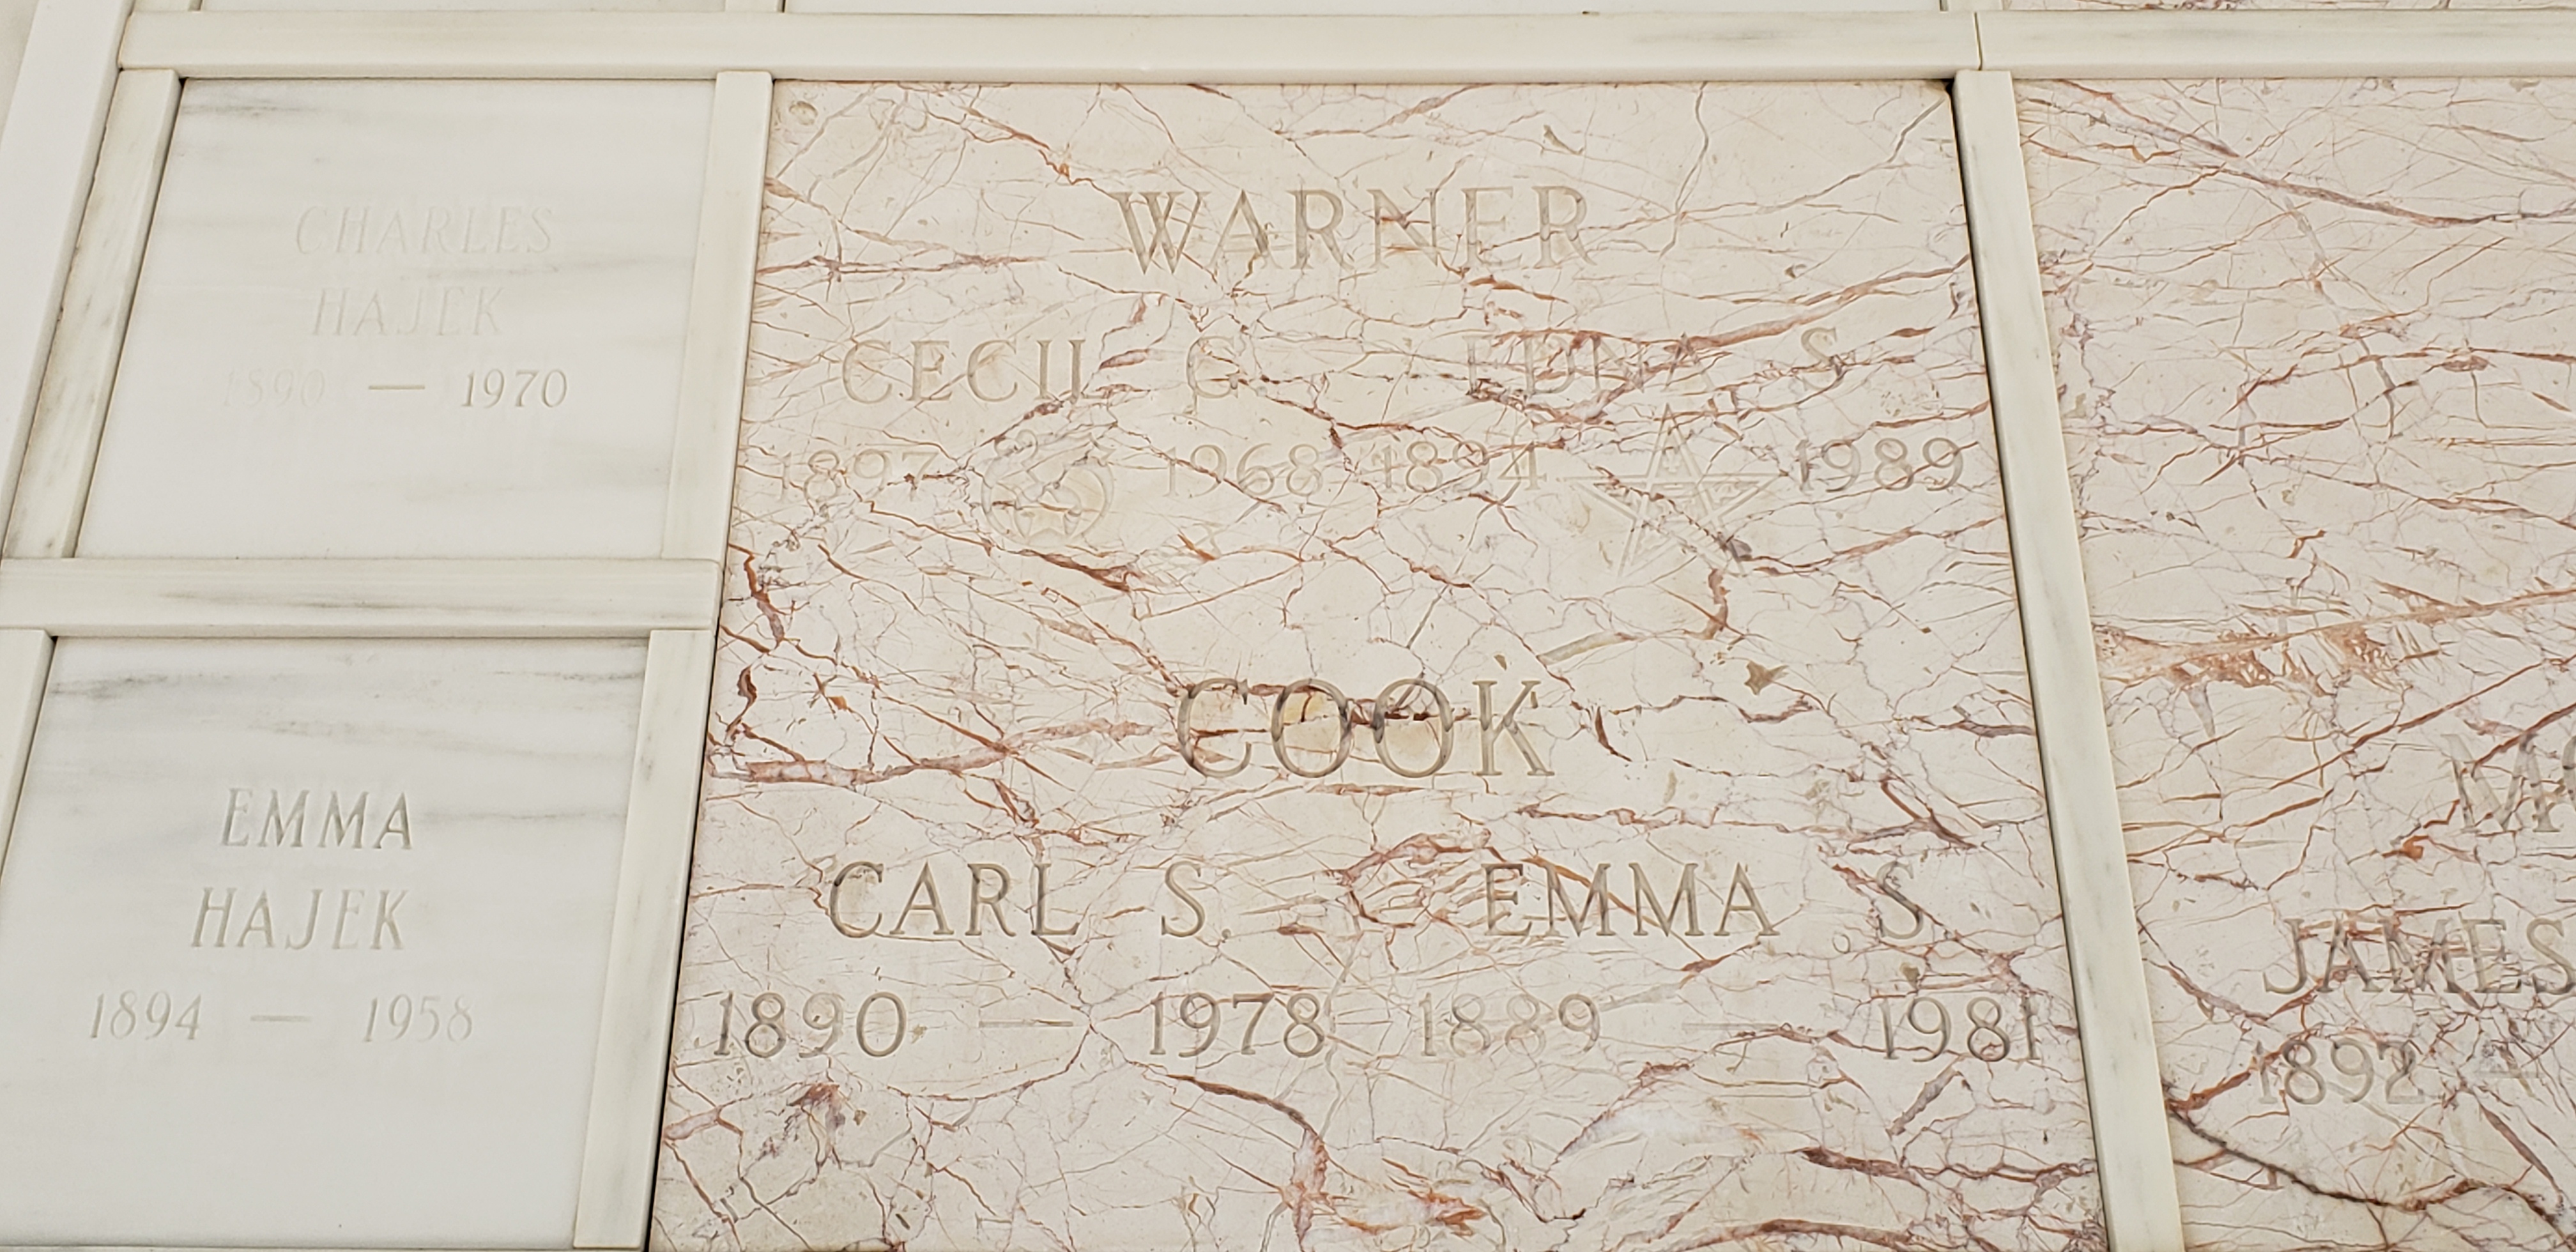 CHARLES
HAJEK
1890 — 1970
EMMA
HAJEK
1894 — 1958
WARNER
CECIL G. EDNA S.
1897 1968 1894 1989
COOK
CARL S. EMMA S.
1890 — 1978 1889 — 1981
JAMES
1892 —